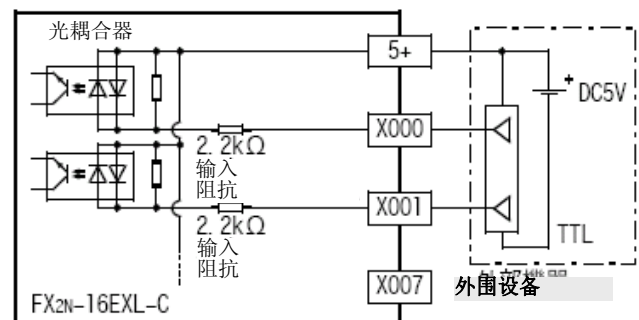 光耦合器
5+
DC5V
+
X000
2.2kΩ
输入
阻抗
X001
2.2kΩ
输入
阻抗
TTL
X007
外围设备
FX2N-16EXL-C